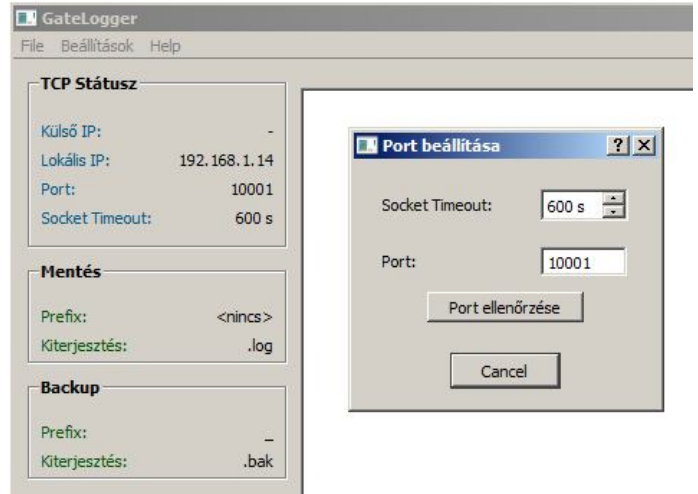 GateLogger
File Beállítások Help
TCP Státusz
Külső IP: -
Lokális IP: 192.168.1.14
Port: 10001
Socket Timeout: 600 s
Mentés
Prefix: <nincs>
Kiterjesztés: .log
Backup
Prefix: _
Kiterjesztés: .bak
Port beállítása
Socket Timeout: 600 s
Port: 10001
Port ellenőrzése
Cancel